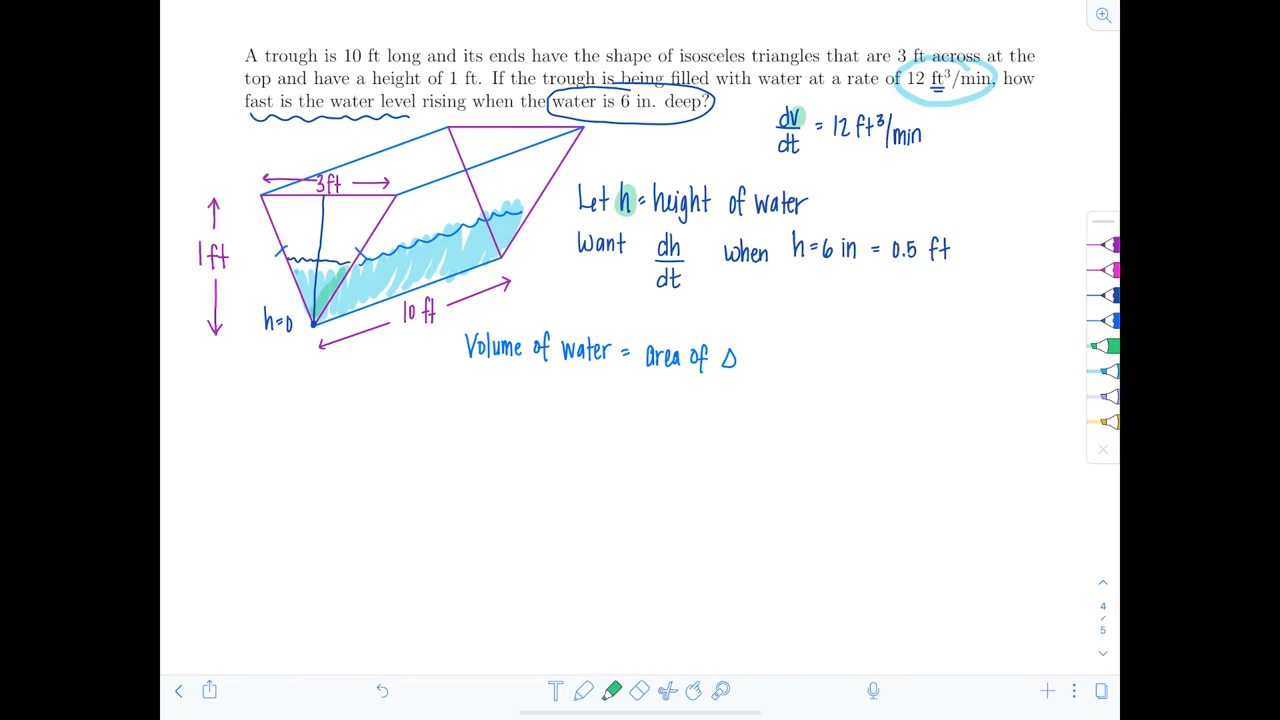 A trough is 10 ft long and its ends have the shape of isosceles triangles that are 3 ft across at the
top and have a height of 1 ft. If the trough is being filled with water at a rate of 12 ft³/min, how
fast is the water level rising when the water is 6 in. deep?
dv/dt = 12 ft³/min
3ft
Let h = height of water
1ft
want dh/dt when h = 6 in = 0.5 ft
h=0
10 ft
Volume of water = area of Δ
4
/
5
T